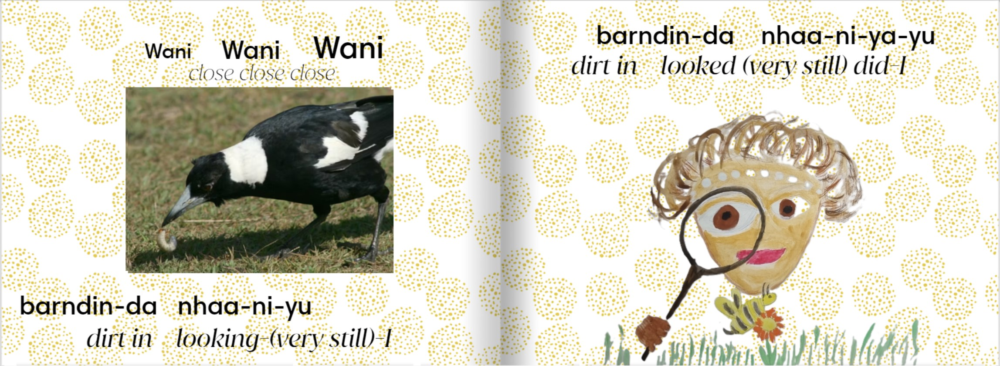 Wani Wani Wani
close close close
barndin-da nhaa-ni-yu
dirt in looking-(very still)-I
barndin-da nhaa-ni-ya-yu
dirt in looked (very still) did-I